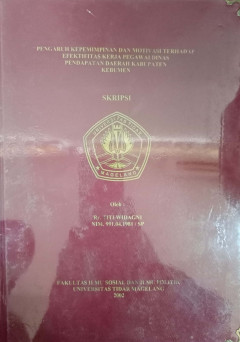 PENGARUH KEPEMIMPINAN DAN MOTIVASI TERHADAP
EFEKTIFITAS KERJA PEGAWAI DINAS
PENDAPATAN DAERAH KABUPATEN
KEBUMEN
SKRIPSI
MAGELANG
Oleh :
FAKULTAS ILMU SOSIAL DAN ILMU POLITIK
UNIVERSITAS TIDAR MAGELANG
2002